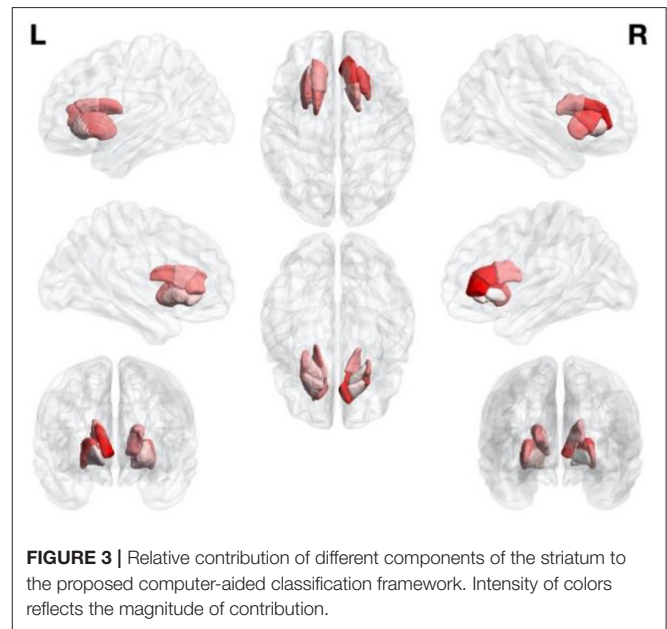 L
R
FIGURE 3 | Relative contribution of different components of the striatum to
the proposed computer-aided classification framework. Intensity of colors
reflects the magnitude of contribution.